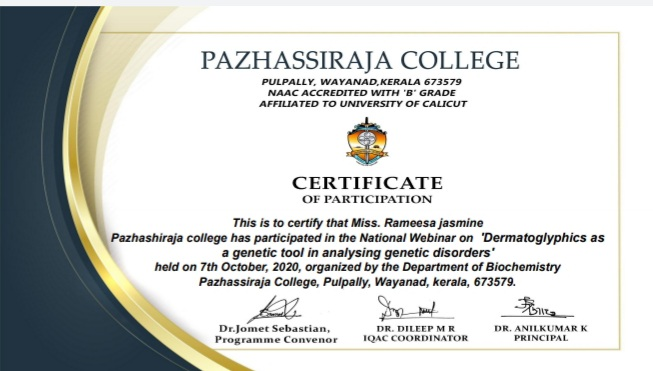 PAZHASSIRAJA COLLEGE
PULPALLY, WAYANAD,KERALA 673579
NAAC ACCREDITED WITH 'B' GRADE
AFFILIATED TO UNIVERSITY OF CALICUT
CERTIFICATE
OF PARTICIPATION
This is to certify that Miss. Rameesa jasmine
Pazhashiraja college has participated in the National Webinar on 'Dermatoglyphics as
a genetic tool in analysing genetic disorders'
held on 7th October, 2020, organized by the Department of Biochemistry
Pazhassiraja College, Pulpally, Wayanad, kerala, 673579.
Dr.Jomet Sebastian,
Programme Convenor
DR. DILEEP M R
IQAC COORDINATOR
DR. ANILKUMAR K
PRINCIPAL